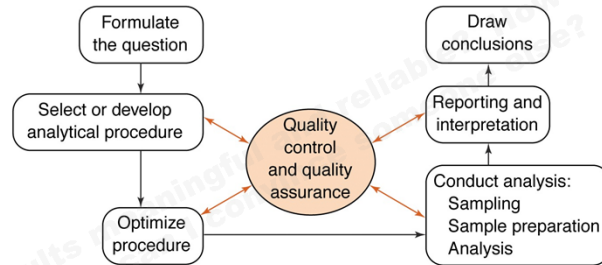 Formulate
the question
Select or develop
analytical procedure
Optimize
procedure
Quality
control
and quality
assurance
Draw
conclusions
Reporting and
interpretation
Conduct analysis:
Sampling
Sample preparation
Analysis